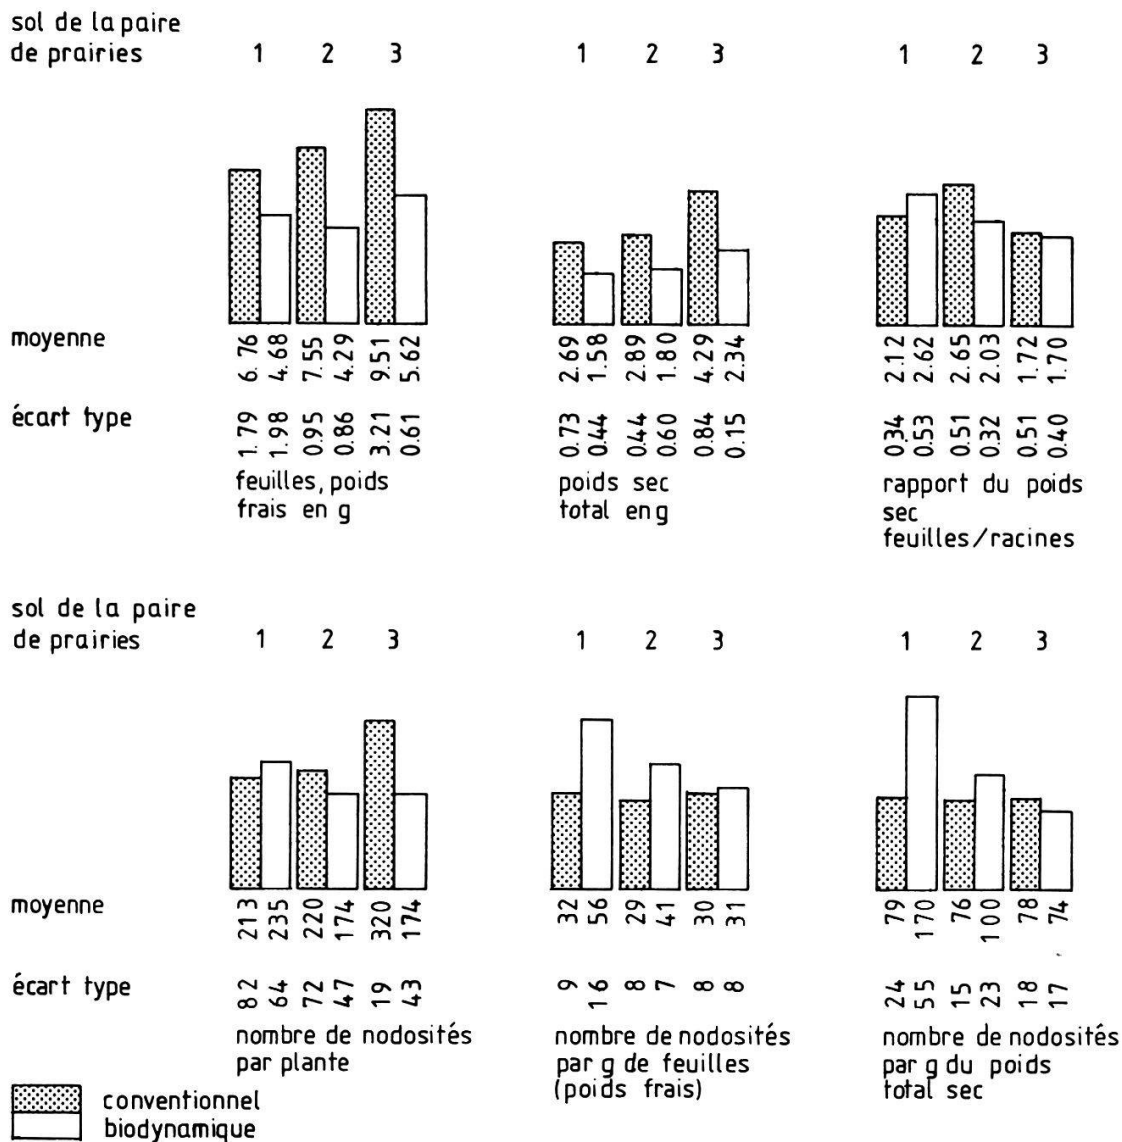 sol de la paire
de prairies 1 2 3 1 2 3 1 2 3
moyenne 6.76 4.68 7.55 4.29 9.51 5.62 2.69 1.58 2.89 1.80 4.29 2.34 2.12 2.62 2.65 2.03 1.72 1.70
écart type 1.79 1.98 0.95 0.86 3.21 0.61 0.73 0.44 0.44 0.60 0.84 0.15 0.34 0.53 0.51 0.32 0.51 0.40
feuilles, poids
frais en g
poids sec
total en g
rapport du poids
sec
feuilles/racines
sol de la paire
de prairies 1 2 3 1 2 3 1 2 3
moyenne 213 235 220 174 320 174 32 56 29 41 30 31 79 170 76 100 78 74
écart type 82 64 72 47 19 43 9 16 8 7 8 8 24 55 15 23 18 17
nombre de nodosités
par plante
nombre de nodosités
par g de feuilles
(poids frais)
nombre de nodosités
par g du poids
total sec
conventionnel
biodynamique